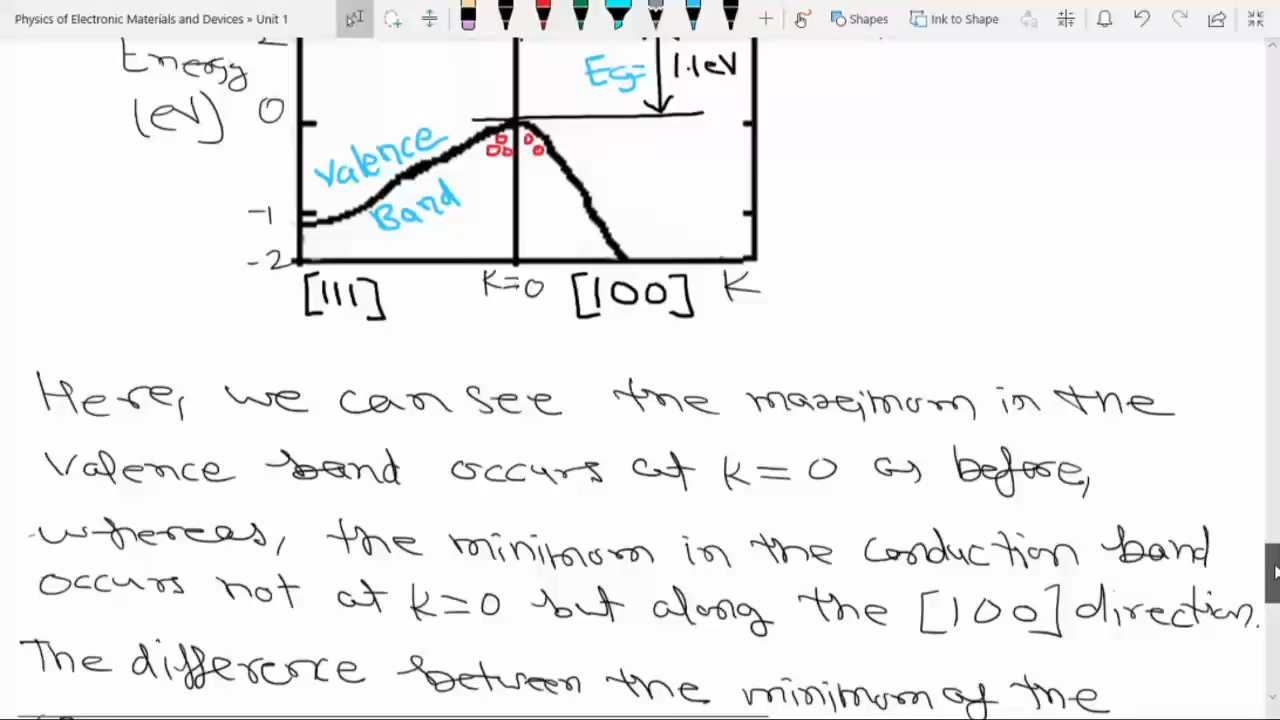 Physics of Electronic Materials and Devices » Unit 1
Shapes
Ink to Shape
Energy
(eV)
0
Eg=
1.1eV
Valence
Band
-1
-2
[111]
K=0
[100]
K
Here, we can see the maximum in the
Valence band occurs at K=0 as before,
whereas, the minimum in the conduction band
occurs not at K=0 but along the [100] direction.
The difference between the minimum of the